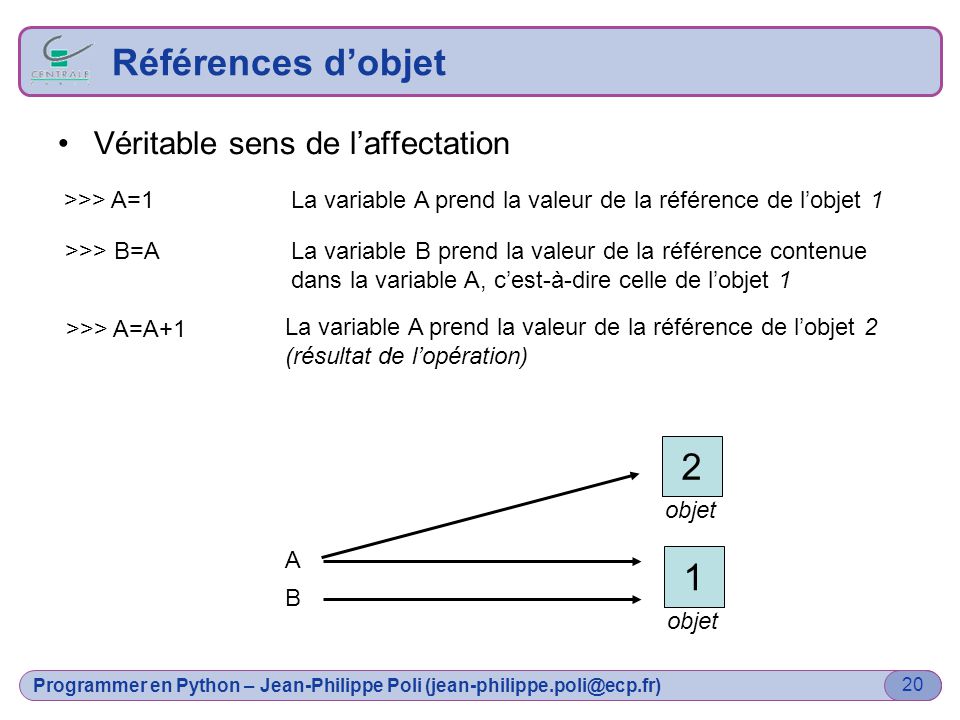 CENTRALE
Références d’objet
• Véritable sens de l’affectation
>>> A=1 La variable A prend la valeur de la référence de l’objet 1
>>> B=A La variable B prend la valeur de la référence contenue
dans la variable A, c’est-à-dire celle de l’objet 1
>>> A=A+1 La variable A prend la valeur de la référence de l’objet 2
(résultat de l’opération)
2
objet
A
1
B
objet
Programmer en Python – Jean-Philippe Poli (jean-philippe.poli@ecp.fr) 20